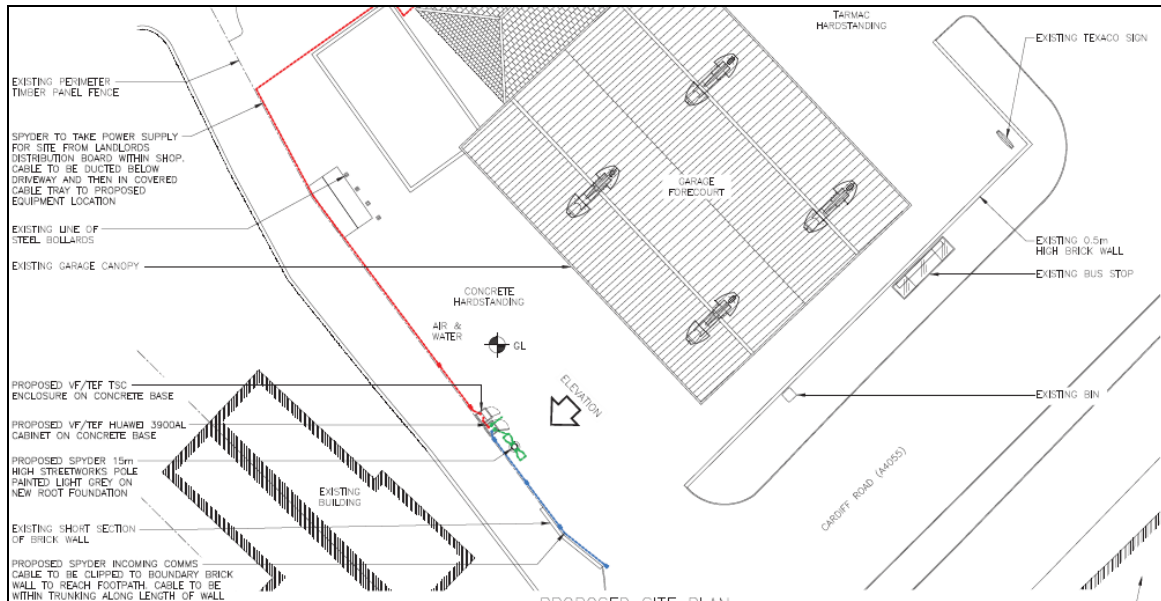 EXISTING PERIMETER
TIMBER PANEL FENCE
SPYDER TO TAKE POWER SUPPLY
FOR SITE FROM LANDLORDS
DISTRIBUTION BOARD WITHIN SHOP.
CABLE TO BE DUCTED BELOW
DRIVEWAY AND THEN IN COVERED
CABLE TRAY TO PROPOSED
EQUIPMENT LOCATION
EXISTING LINE OF
STEEL BOLLARDS
EXISTING GARAGE CANOPY
PROPOSED VF/TEF TSC
ENCLOSURE ON CONCRETE BASE
PROPOSED VF/TEF HUAWEI 3900AL
CABINET ON CONCRETE BASE
PROPOSED SPYDER 15m
HIGH STREETWORKS POLE
PAINTED LIGHT GREY ON
NEW ROOT FOUNDATION
EXISTING SHORT SECTION
OF BRICK WALL
PROPOSED SPYDER INCOMING COMMS
CABLE TO BE CLIPPED TO BOUNDARY BRICK
WALL TO REACH FOOTPATH. CABLE TO BE
WITHIN TRUNKING ALONG LENGTH OF WALL
CONCRETE
HARDSTANDING
AIR &
WATER
GL
ELEVATION
EXISTING
BUILDING
GARAGE
FORECOURT
TARMAC
HARDSTANDING
EXISTING TEXACO SIGN
EXISTING 0.5m
HIGH BRICK WALL
EXISTING BUS STOP
EXISTING BIN
CARDIFF ROAD (A4055)
PROPOSED SITE PLAN